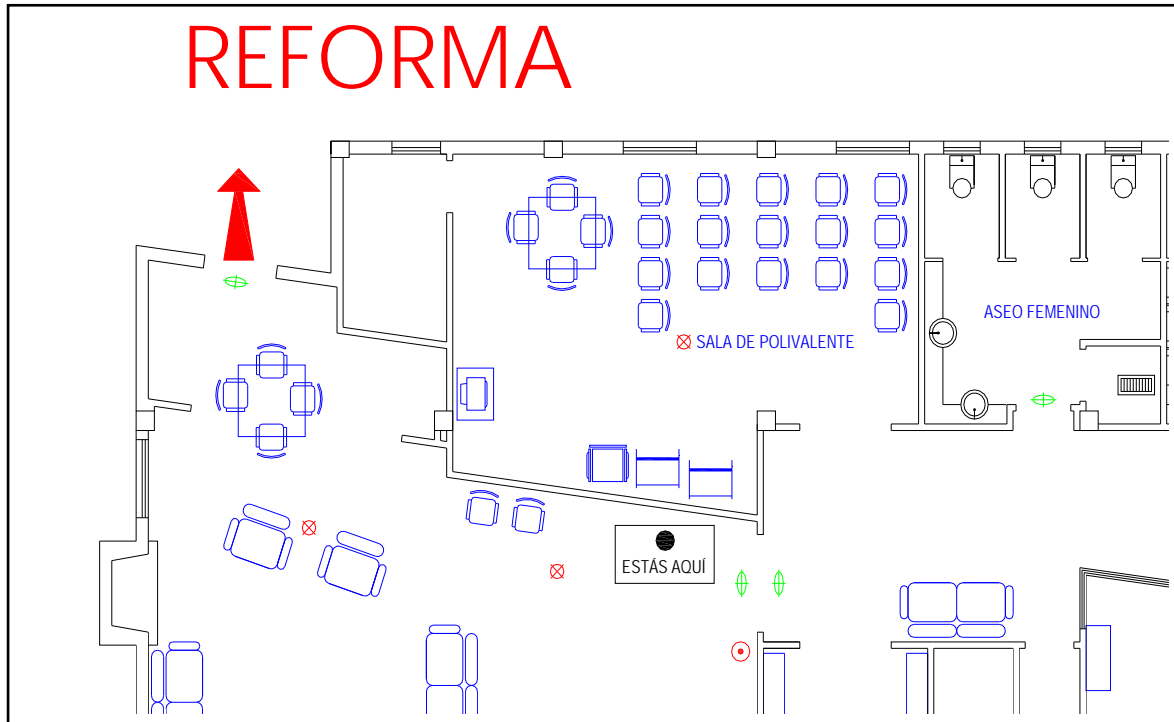 REFORMA
ASEO FEMENINO
SALA DE POLIVALENTE
ESTÁS AQUÍ